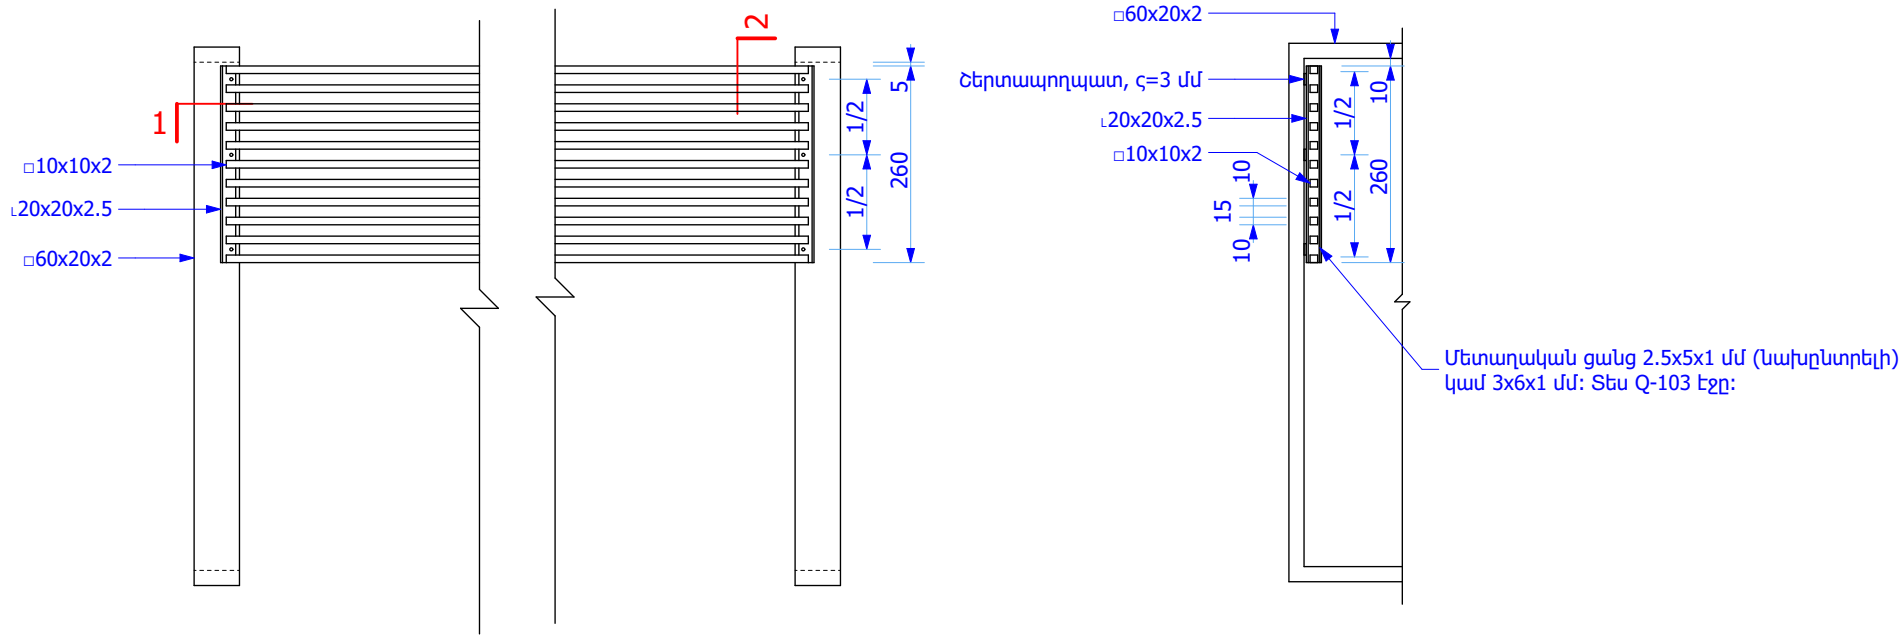 2
1
□10x10x2
∟20x20x2.5
□60x20x2
5
1/2
260
1/2
□60x20x2
Շերտապողպատ, ς=3 մմ
∟20x20x2.5
□10x10x2
10
15
10
10
1/2
260
1/2
Մետաղական ցանց 2.5x5x1 մմ (նախընտրելի)
կամ 3x6x1 մմ: Տես Q-103 էջը: